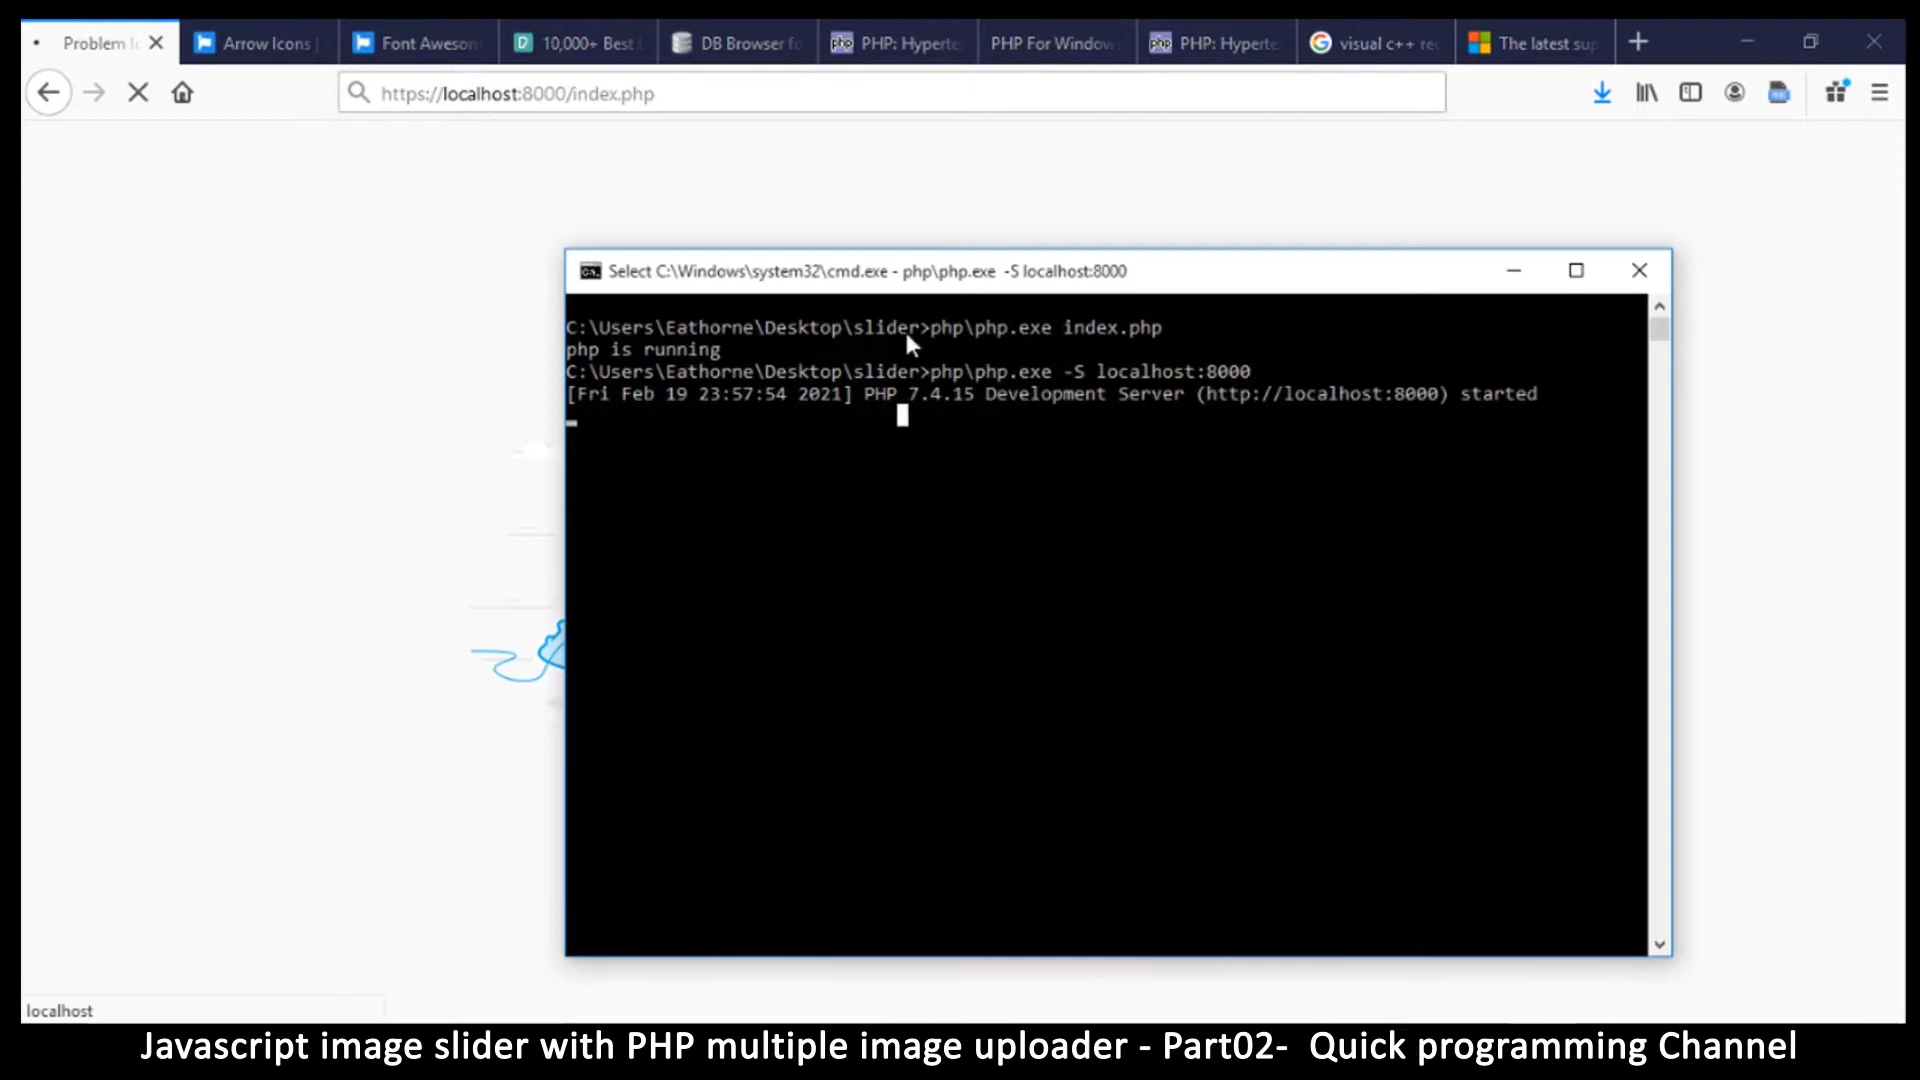 Problem lo
Arrow Icons |
Font Aweson
10,000+ Best I
DB Browser fo
PHP: Hyperte
PHP For Window
PHP: Hyperte
visual c++ rec
The latest sup
https://localhost:8000/index.php
Select C:\Windows\system32\cmd.exe - php\php.exe -S localhost:8000
C:\Users\Eathorne\Desktop\slider>php\php.exe index.php
php is running
C:\Users\Eathorne\Desktop\slider>php\php.exe -S localhost:8000
[Fri Feb 19 23:57:54 2021] PHP 7.4.15 Development Server (http://localhost:8000) started
localhost
Javascript image slider with PHP multiple image uploader - Part02- Quick programming Channel